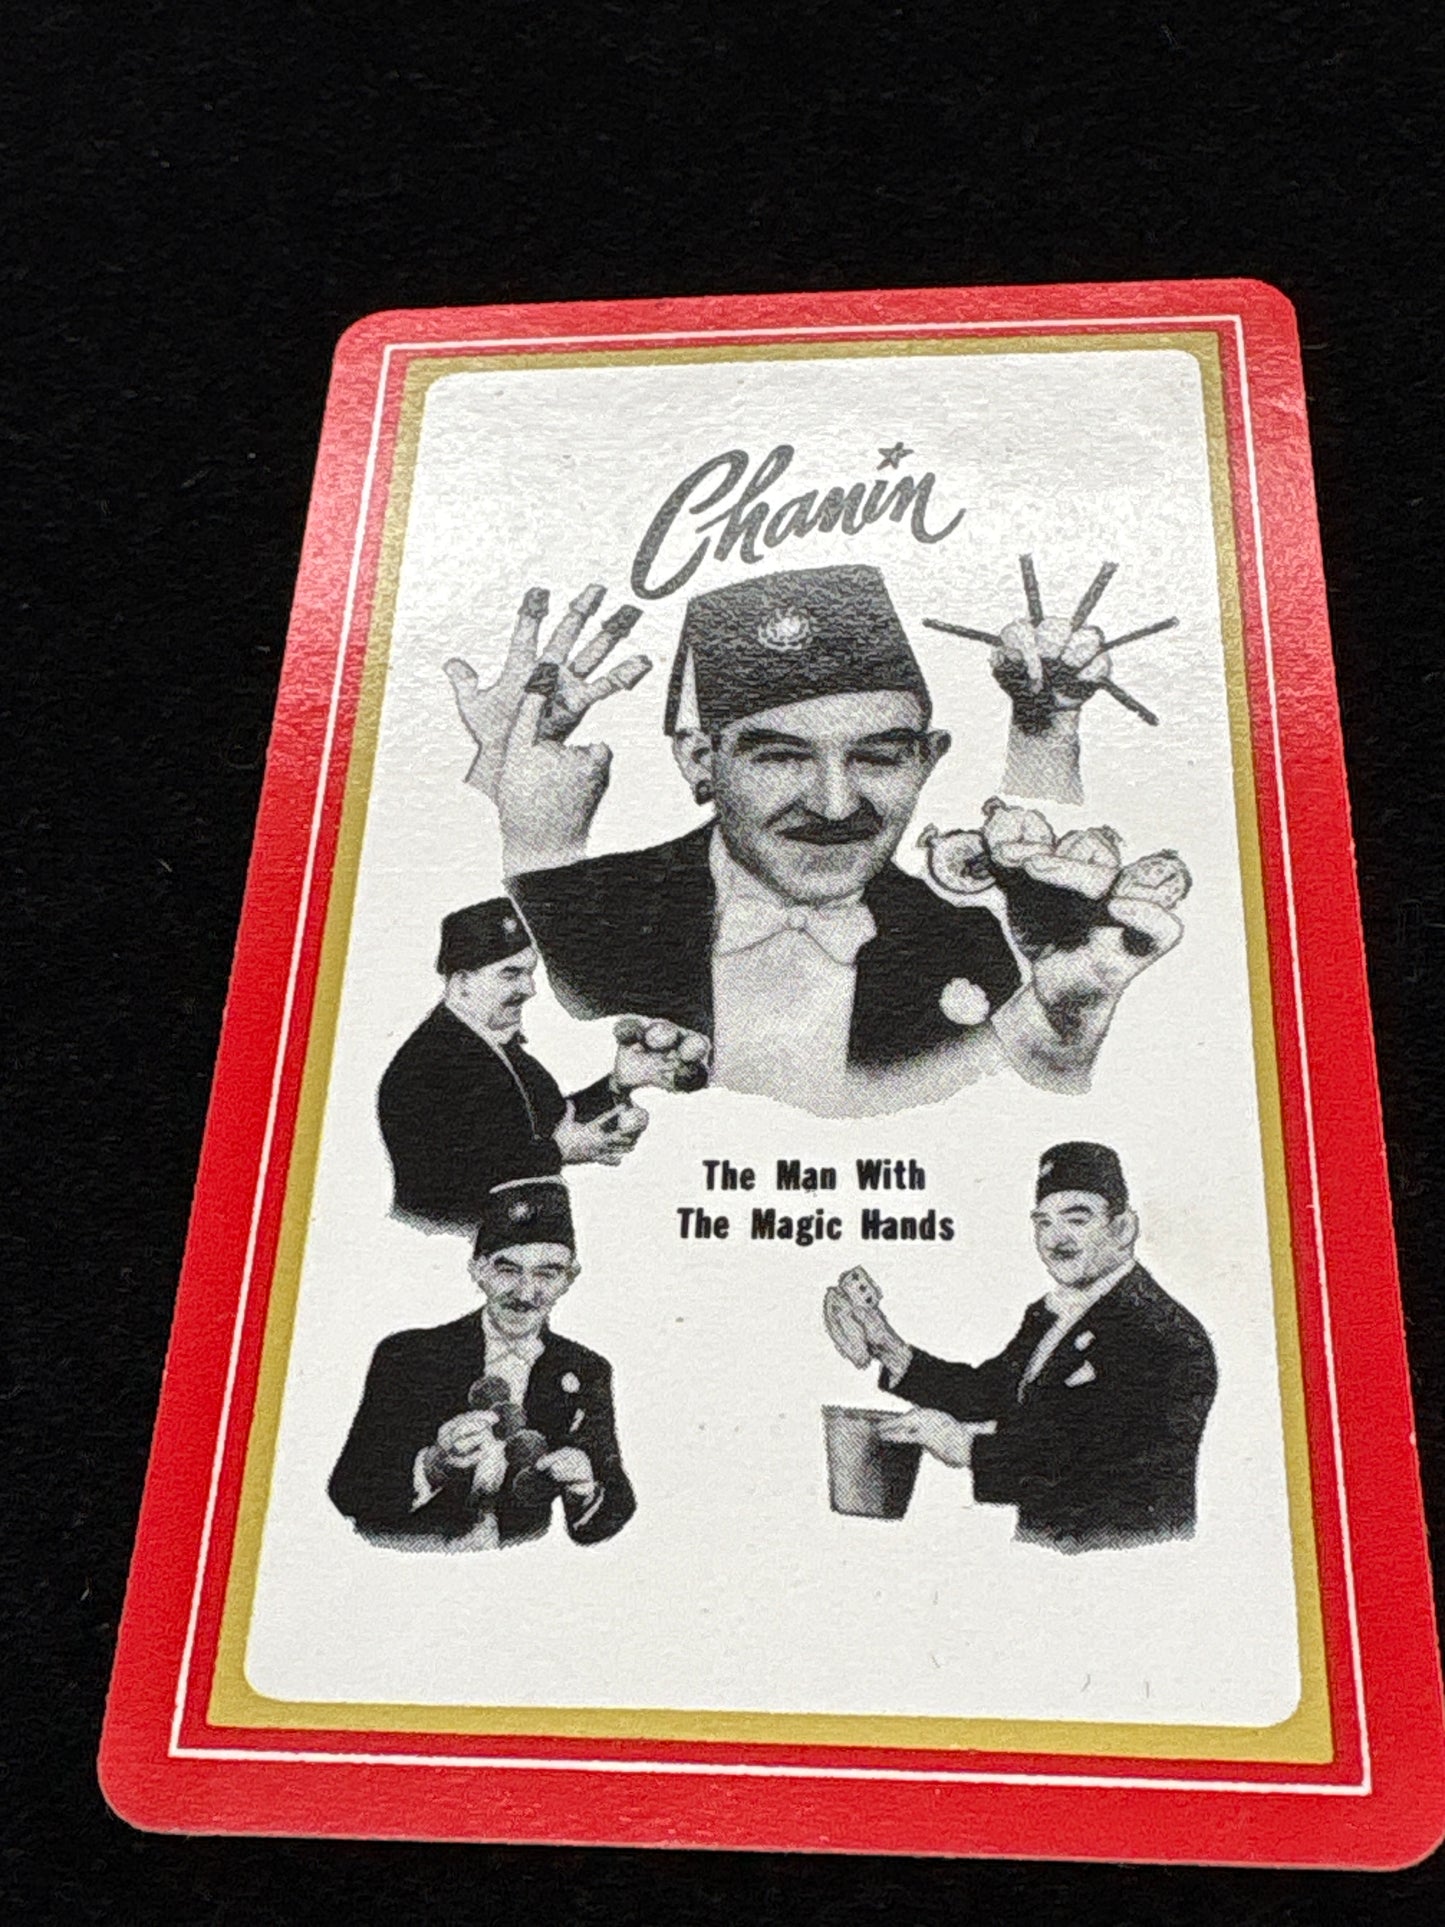 Chanin
The Man With
The Magic Hands